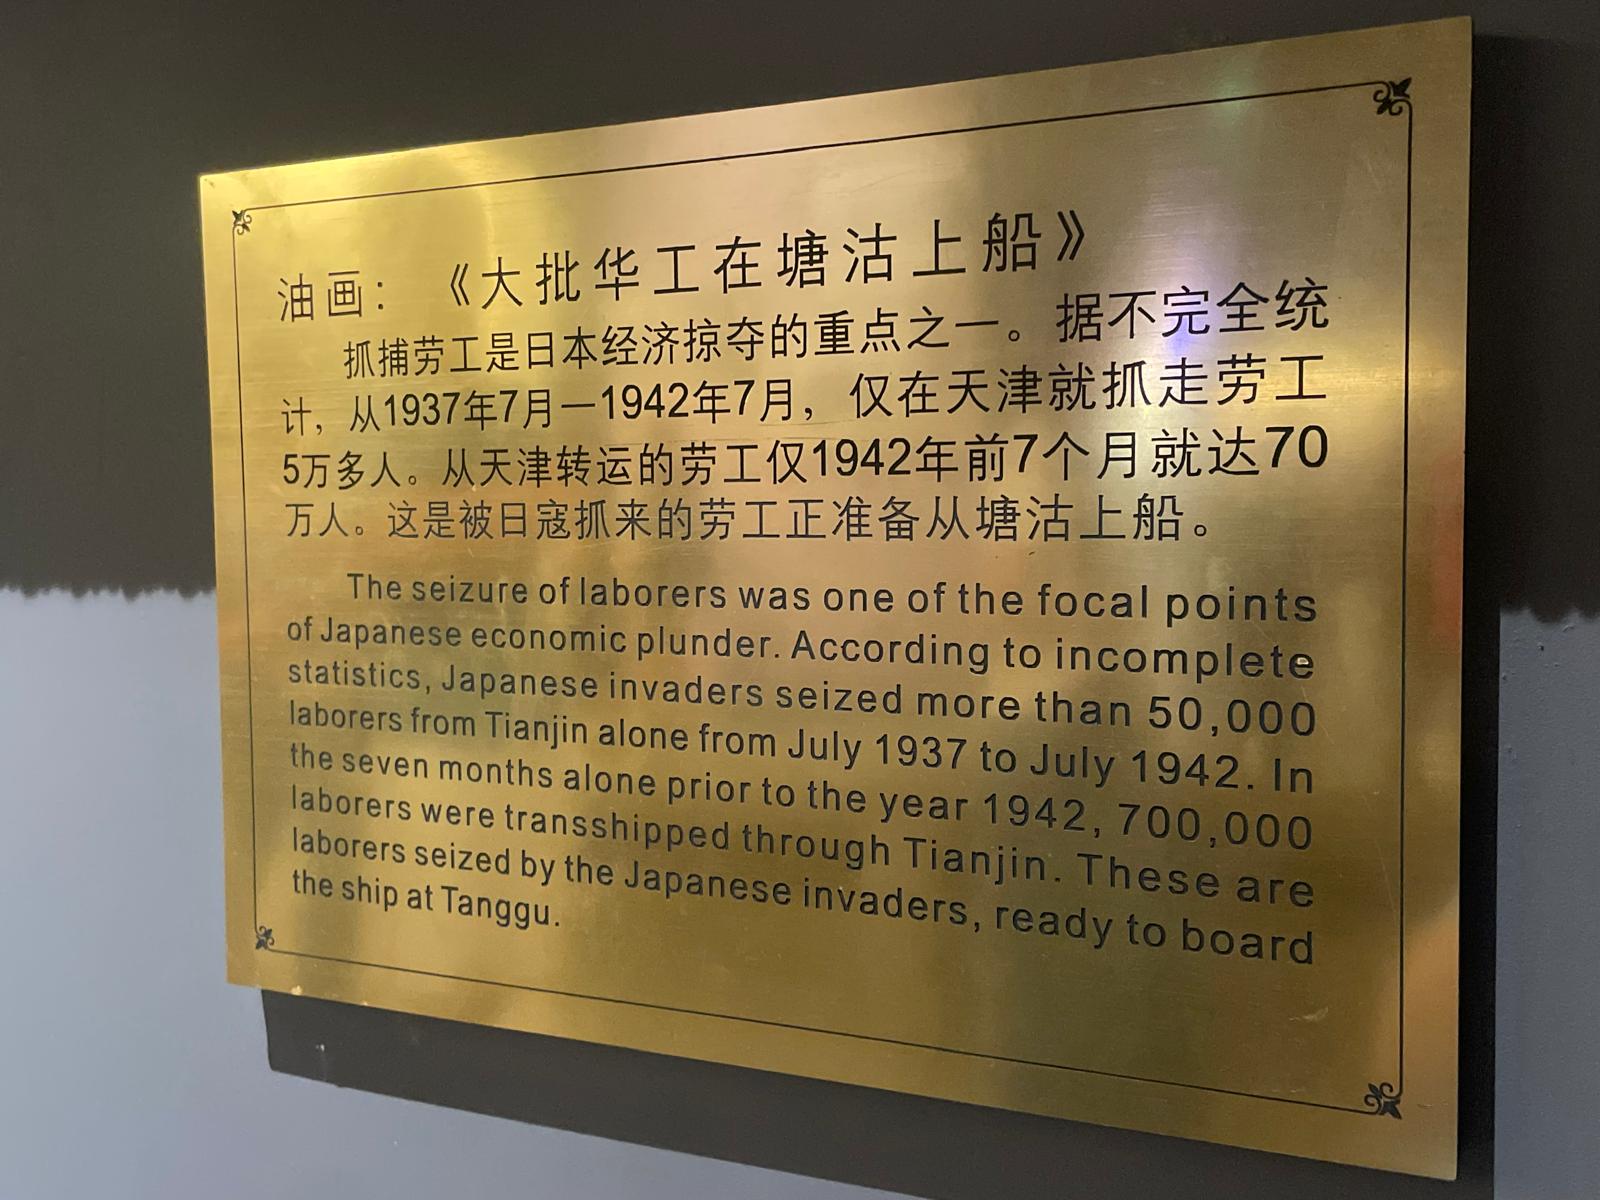 油画：《大批华工在塘沽上船》
抓捕劳工是日本经济掠夺的重点之一。据不完全统
计，从1937年7月—1942年7月，仅在天津就抓走劳工
5万多人。从天津转运的劳工仅1942年前7个月就达70
万人。这是被日寇抓来的劳工正准备从塘沽上船。
The seizure of laborers was one of the focal points
of Japanese economic plunder. According to incomplete
statistics, Japanese invaders seized more than 50,000
laborers from Tianjin alone from July 1937 to July 1942. In
the seven months alone prior to the year 1942, 700,000
laborers were transshipped through Tianjin. These are
laborers seized by the Japanese invaders, ready to board
the ship at Tanggu.